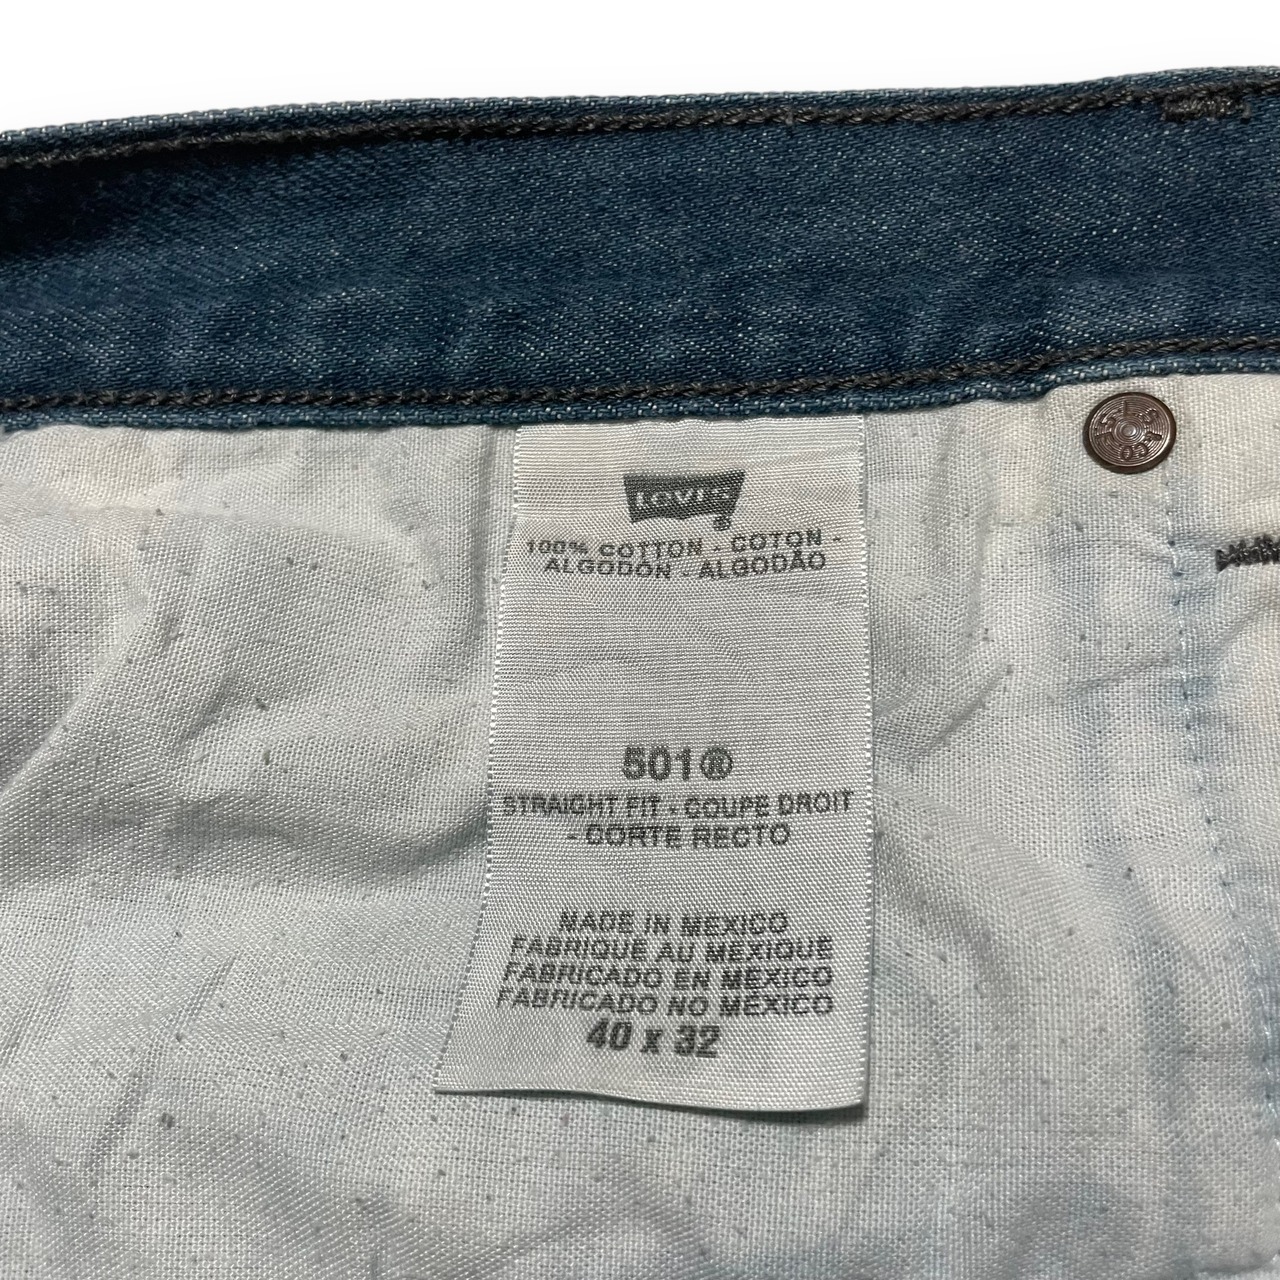 LEVI'S
100% COTTON - COTON -
ALGODÓN - ALGODÃO
501®
STRAIGHT FIT - COUPE DROIT
- CORTE RECTO
MADE IN MEXICO
FABRIQUE AU MEXIQUE
FABRICADO EN MEXICO
FABRICADO NO MÉXICO
40 x 32